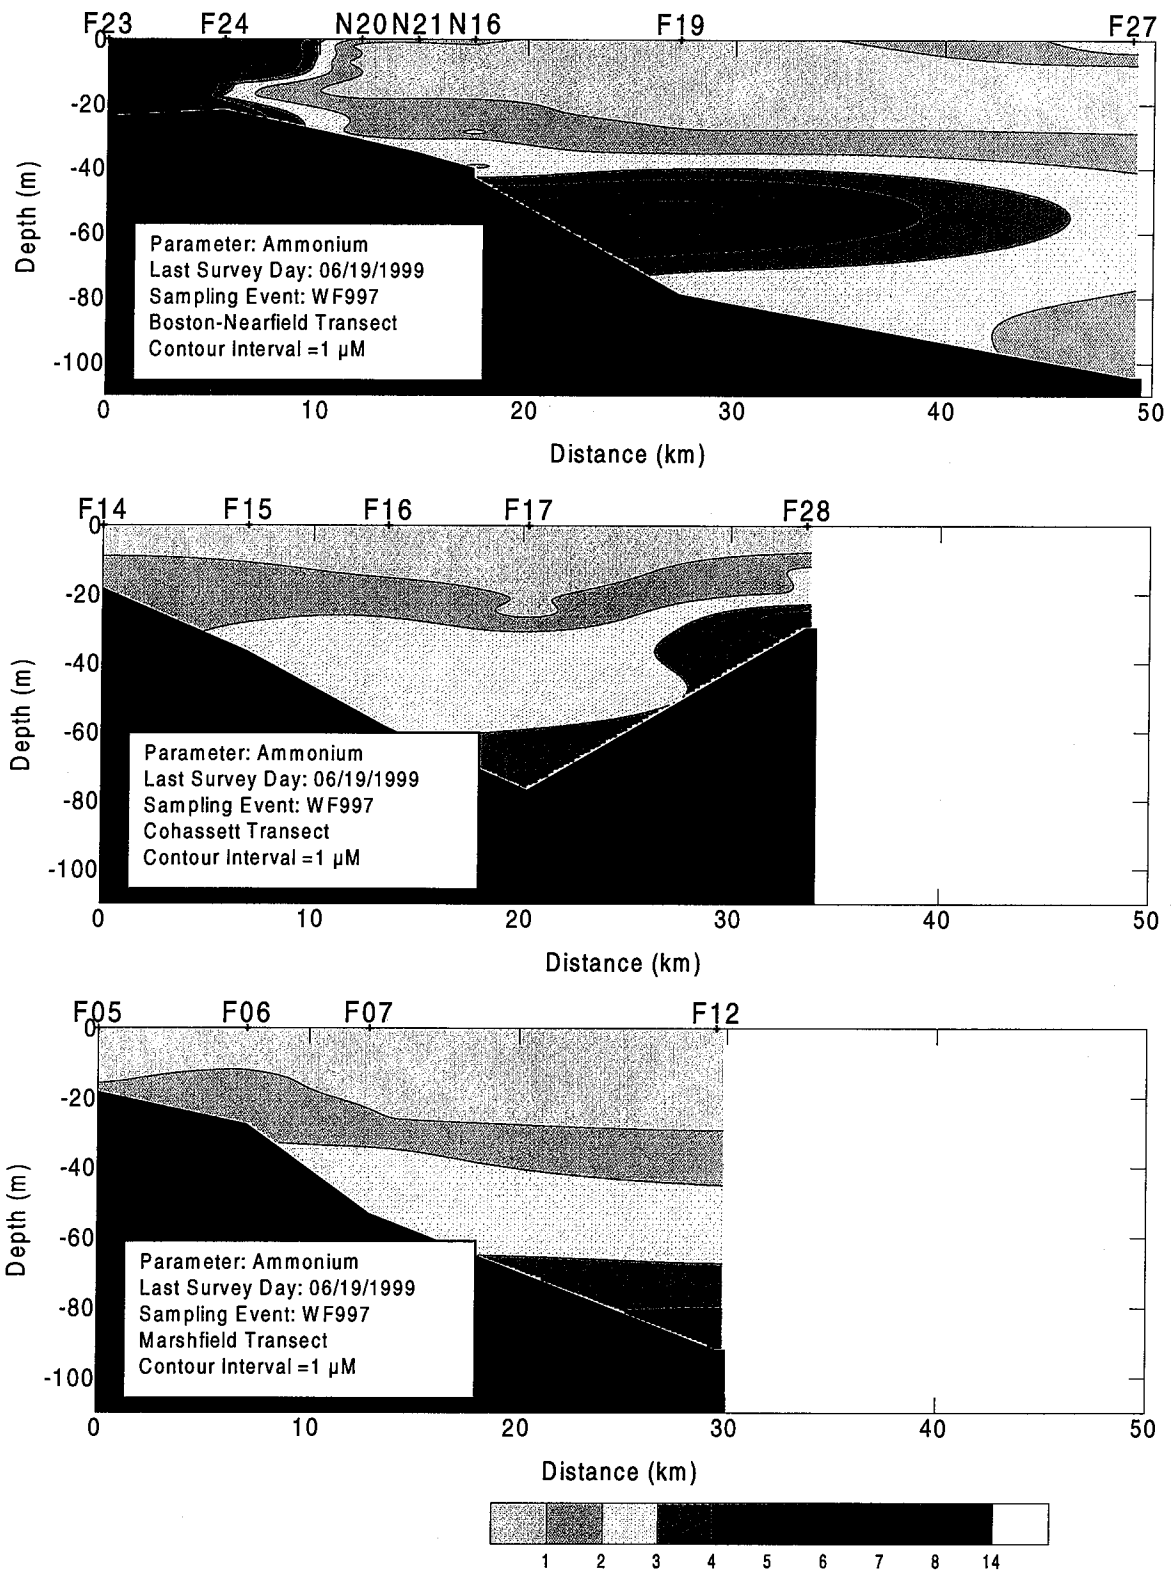 F23 F24 N20 N21 N16 F19 F27
0
-20
-40
-60
-80
-100
Depth (m)
Parameter: Ammonium
Last Survey Day: 06/19/1999
Sampling Event: WF997
Boston-Nearfield Transect
Contour Interval =1 µM
0 10 20 30 40 50
Distance (km)
F14 F15 F16 F17 F28
0
-20
-40
-60
-80
-100
Depth (m)
Parameter: Ammonium
Last Survey Day: 06/19/1999
Sampling Event: WF997
Cohassett Transect
Contour Interval =1 µM
0 10 20 30 40 50
Distance (km)
F05 F06 F07 F12
0
-20
-40
-60
-80
-100
Depth (m)
Parameter: Ammonium
Last Survey Day: 06/19/1999
Sampling Event: WF997
Marshfield Transect
Contour Interval =1 µM
0 10 20 30 40 50
Distance (km)
1 2 3 4 5 6 7 8 14